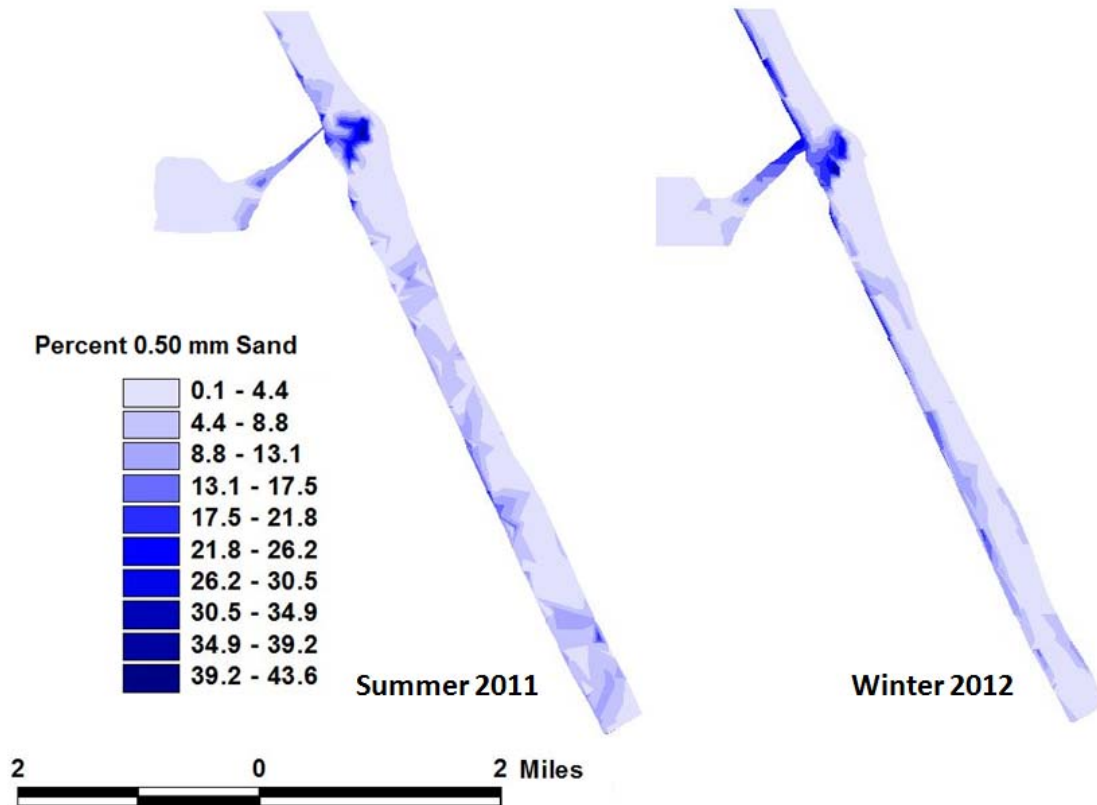 Percent 0.50 mm Sand
0.1 - 4.4
4.4 - 8.8
8.8 - 13.1
13.1 - 17.5
17.5 - 21.8
21.8 - 26.2
26.2 - 30.5
30.5 - 34.9
34.9 - 39.2
39.2 - 43.6
Summer 2011
Winter 2012
2 0 2 Miles